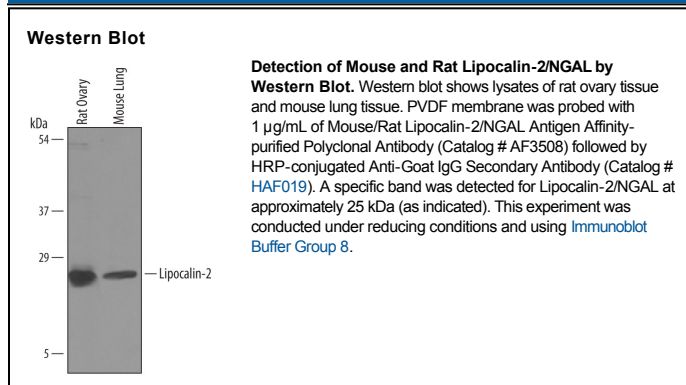 Western Blot
Rat Ovary
Mouse Lung
kDa
54
37
29
5
Lipocalin-2
Detection of Mouse and Rat Lipocalin-2/NGAL by
Western Blot. Western blot shows lysates of rat ovary tissue
and mouse lung tissue. PVDF membrane was probed with
1 µg/mL of Mouse/Rat Lipocalin-2/NGAL Antigen Affinity-
purified Polyclonal Antibody (Catalog # AF3508) followed by
HRP-conjugated Anti-Goat IgG Secondary Antibody (Catalog #
HAF019). A specific band was detected for Lipocalin-2/NGAL at
approximately 25 kDa (as indicated). This experiment was
conducted under reducing conditions and using Immunoblot
Buffer Group 8.